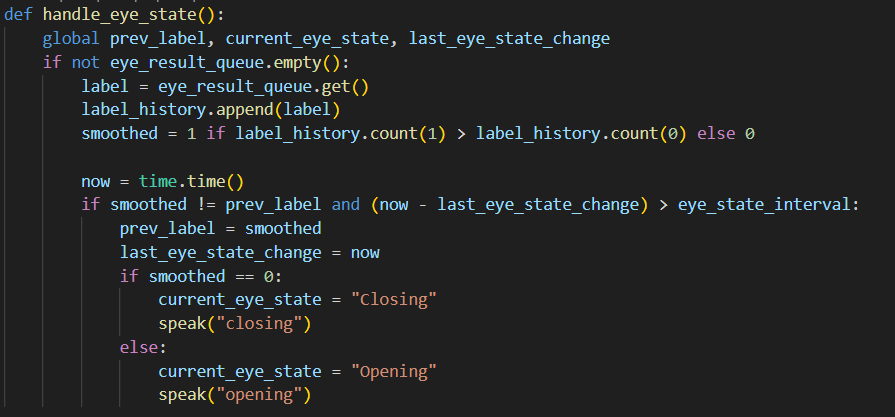 def handle_eye_state():
    global prev_label, current_eye_state, last_eye_state_change
    if not eye_result_queue.empty():
        label = eye_result_queue.get()
        label_history.append(label)
        smoothed = 1 if label_history.count(1) > label_history.count(0) else 0

        now = time.time()
        if smoothed != prev_label and (now - last_eye_state_change) > eye_state_interval:
            prev_label = smoothed
            last_eye_state_change = now
            if smoothed == 0:
                current_eye_state = "Closing"
                speak("closing")
            else:
                current_eye_state = "Opening"
                speak("opening")